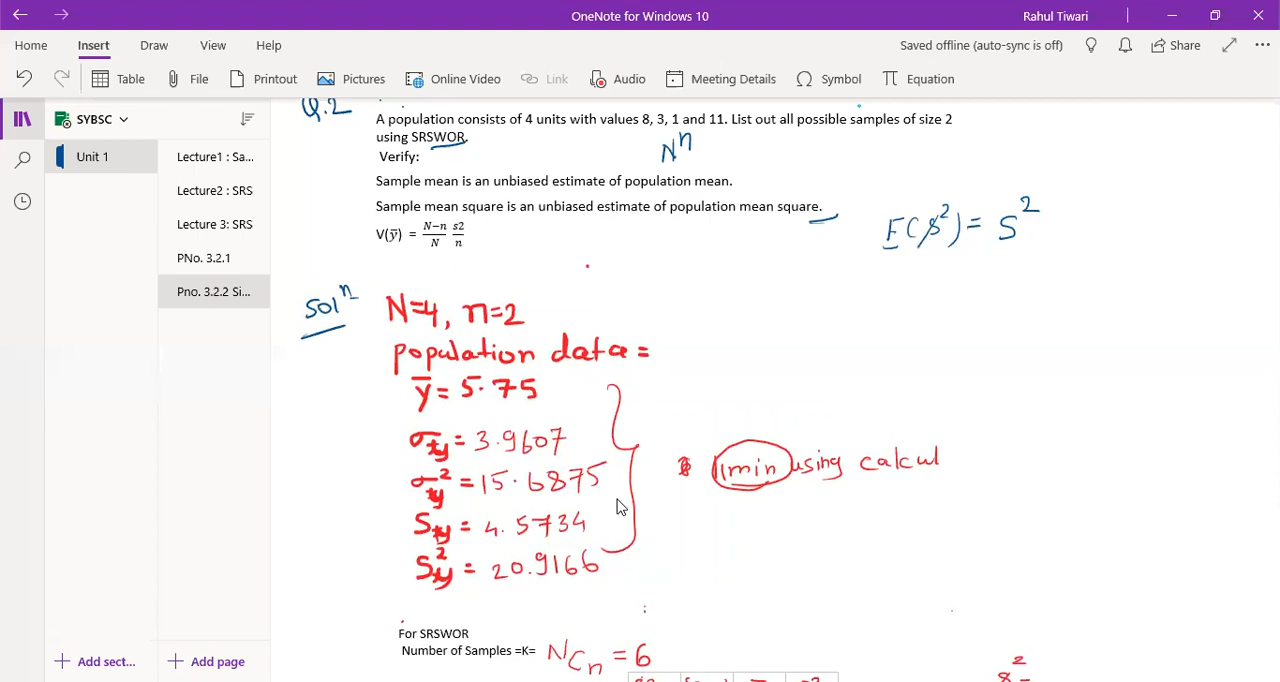 OneNote for Windows 10
Rahul Tiwari
Home Insert Draw View Help
Saved offline (auto-sync is off) Share
Table File Printout Pictures Online Video Link Audio Meeting Details Symbol Equation
SYBSC
Unit 1
Lecture1 : Sa...
Lecture2 : SRS
Lecture 3: SRS
PNo. 3.2.1
Pno. 3.2.2 Si...
Add sect...
Add page
Q.2
A population consists of 4 units with values 8, 3, 1 and 11. List out all possible samples of size 2
using SRSWOR.
N^n
Verify:
Sample mean is an unbiased estimate of population mean.
Sample mean square is an unbiased estimate of population mean square.
E(s²) = S²
V(ȳ) = N−n/N s2/n
Solⁿ
N=4, n=2
population data =
ȳ = 5.75
σy = 3.9607
σy² = 15.6875
Sy = 4.5734
Sy² = 20.9166
1min using calcul
For SRSWOR
Number of Samples =K= NCn = 6